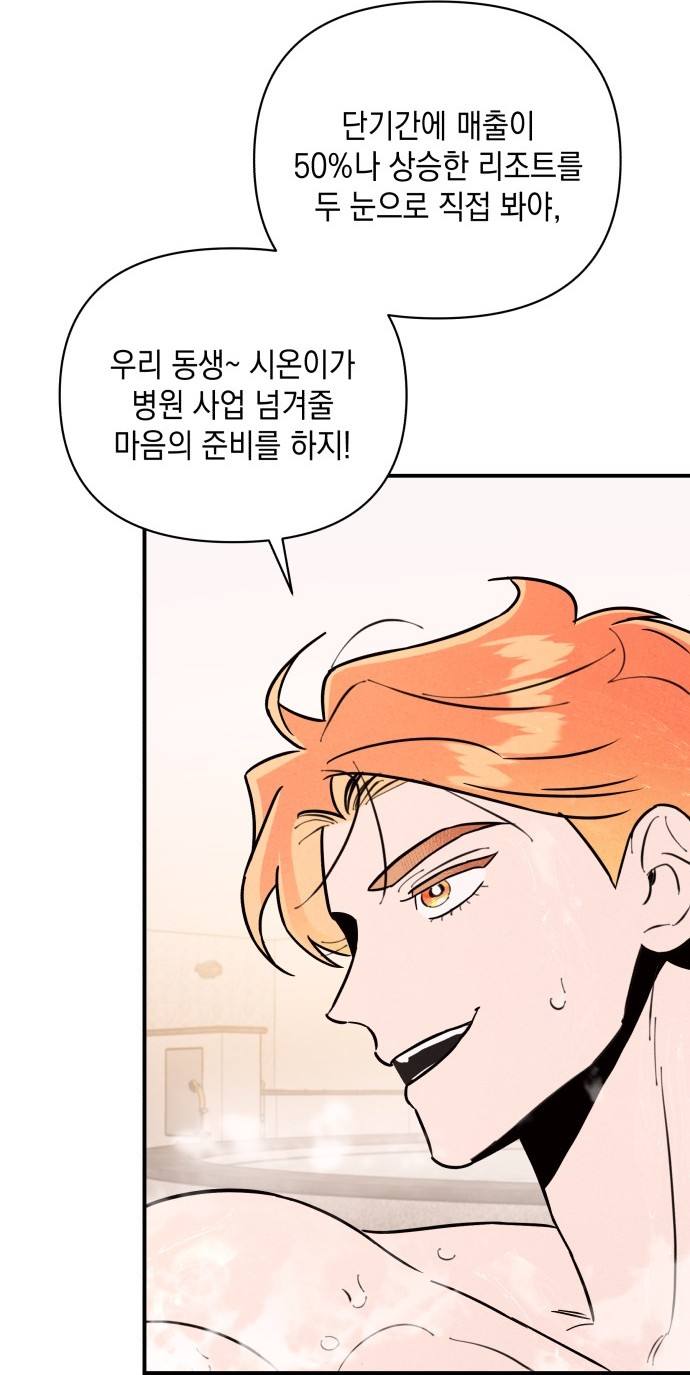 단기간에 매출이
50%나 상승한 리조트를
두 눈으로 직접 봐야,
우리 동생~ 시온이가
병원 사업 넘겨줄
마음의 준비를 하지!